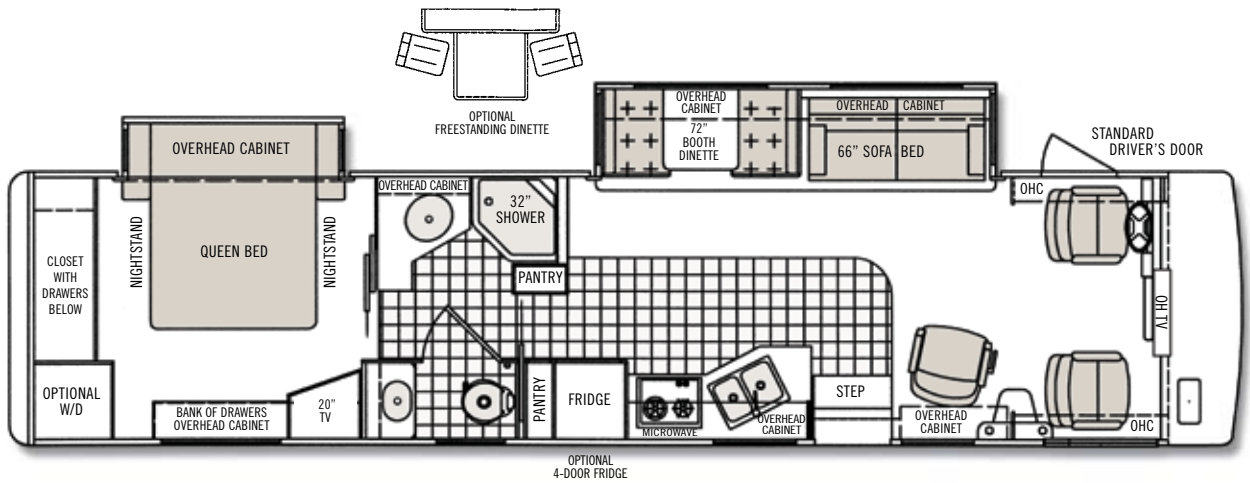 OPTIONAL
FREESTANDING DINETTE
OVERHEAD CABINET
QUEEN BED
NIGHTSTAND
NIGHTSTAND
CLOSET
WITH
DRAWERS
BELOW
OPTIONAL
W/D
BANK OF DRAWERS
OVERHEAD CABINET
20”
TV
OVERHEAD CABINET
32”
SHOWER
PANTRY
PANTRY
FRIDGE
OPTIONAL
4-DOOR FRIDGE
MICROWAVE
OVERHEAD
CABINET
OVERHEAD
CABINET
72”
BOOTH
DINETTE
OVERHEAD CABINET
66” SOFA BED
STEP
OVERHEAD
CABINET
STANDARD
DRIVER’S DOOR
OHC
OH TV
OHC